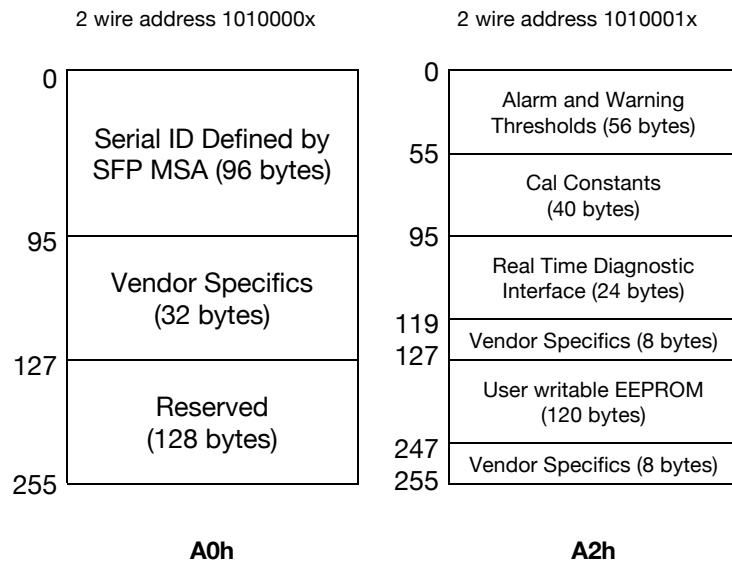 2 wire address 1010000x
0
Serial ID Defined by
SFP MSA (96 bytes)
95
Vendor Specifics
(32 bytes)
127
Reserved
(128 bytes)
255
A0h
2 wire address 1010001x
0
Alarm and Warning
Thresholds (56 bytes)
55
Cal Constants
(40 bytes)
95
Real Time Diagnostic
Interface (24 bytes)
119
Vendor Specifics (8 bytes)
127
User writable EEPROM
(120 bytes)
247
Vendor Specifics (8 bytes)
255
A2h